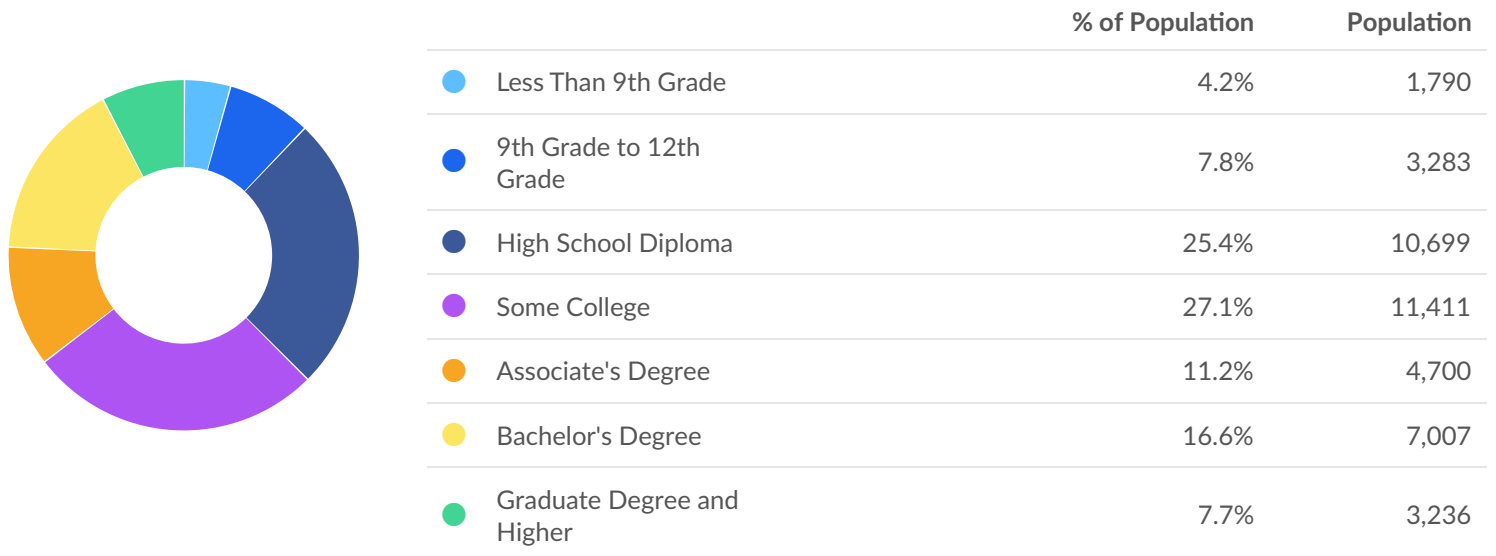 % of Population Population
Less Than 9th Grade 4.2% 1,790
9th Grade to 12th
Grade 7.8% 3,283
High School Diploma 25.4% 10,699
Some College 27.1% 11,411
Associate's Degree 11.2% 4,700
Bachelor's Degree 16.6% 7,007
Graduate Degree and
Higher 7.7% 3,236